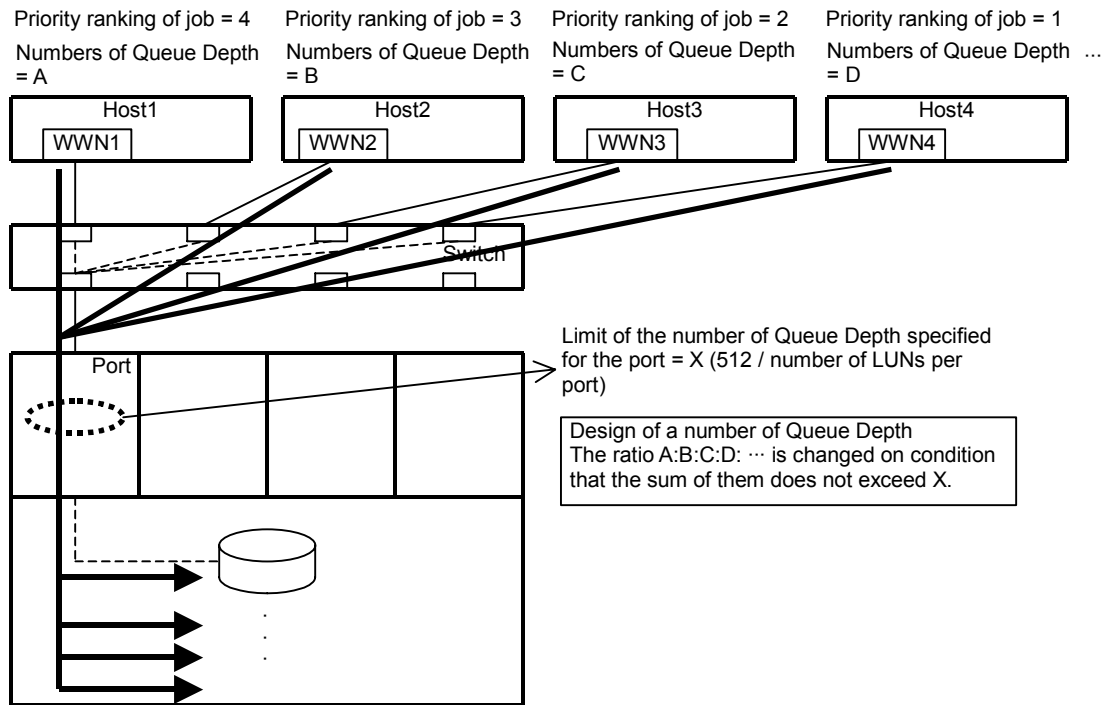 Priority ranking of job = 4
Priority ranking of job = 3
Priority ranking of job = 2
Priority ranking of job = 1
Numbers of Queue Depth
= A
Numbers of Queue Depth
= B
Numbers of Queue Depth
= C
Numbers of Queue Depth ...
= D
Host1
Host2
Host3
Host4
WWN1
WWN2
WWN3
WWN4
Switch
Port
Limit of the number of Queue Depth specified
for the port = X (512 / number of LUNs per
port)
Design of a number of Queue Depth
The ratio A:B:C:D: ··· is changed on condition
that the sum of them does not exceed X.